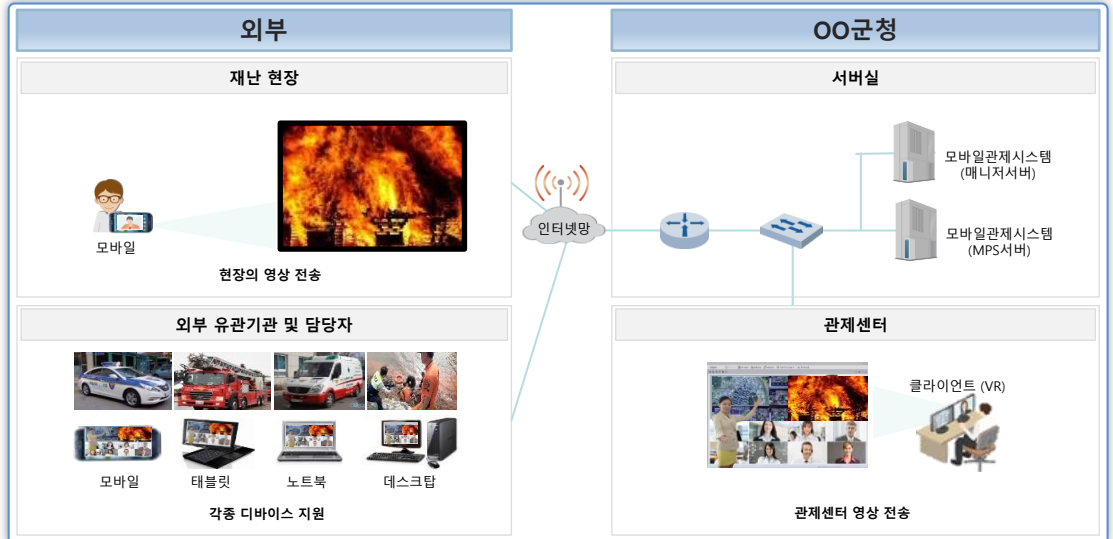 외부
재난 현장
모바일
현장의 영상 전송
외부 유관기관 및 담당자
모바일
태블릿
노트북
데스크탑
각종 디바이스 지원
인터넷망
OO군청
서버실
모바일관제시스템
(매니저서버)
모바일관제시스템
(MPS서버)
관제센터
클라이언트 (VR)
관제센터 영상 전송